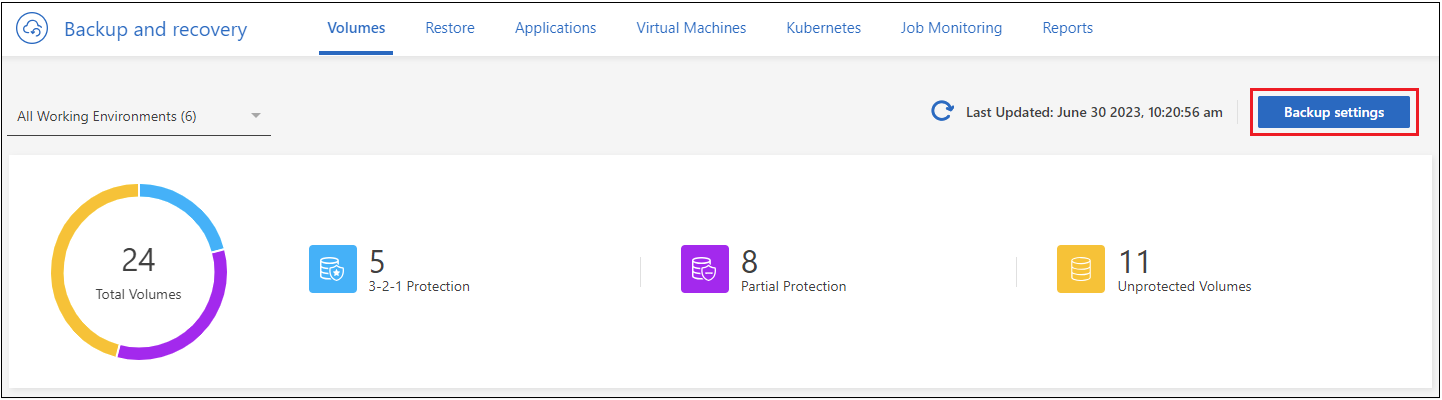 Backup and recovery
Volumes
Restore
Applications
Virtual Machines
Kubernetes
Job Monitoring
Reports
All Working Environments (6)
Last Updated: June 30 2023, 10:20:56 am
Backup settings
24
Total Volumes
5
3-2-1 Protection
8
Partial Protection
11
Unprotected Volumes